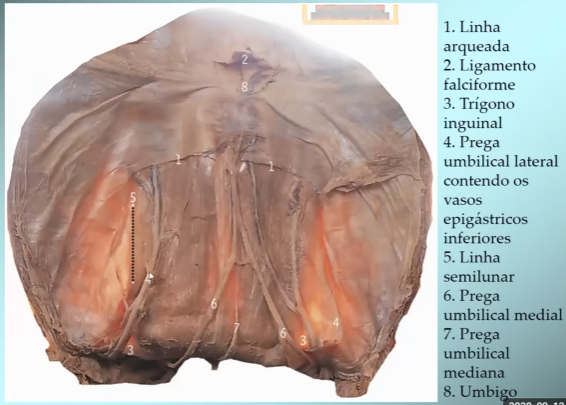 1. Linha
arqueada
2. Ligamento
falciforme
3. Trígono
inguinal
4. Prega
umbilical lateral
contendo os
vasos
epigástricos
inferiores
5. Linha
semilunar
6. Prega
umbilical medial
7. Prega
umbilical
mediana
8. Umbigo
2
8
1 1
5
4
6
7
6
4
3
3